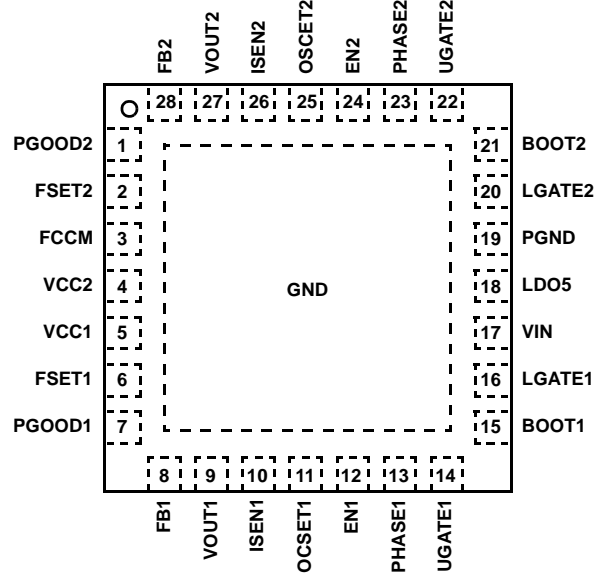 FB2
VOUT2
ISEN2
OSCET2
EN2
PHASE2
UGATE2
28
27
26
25
24
23
22
PGOOD2
1
FSET2
2
FCCM
3
VCC2
4
VCC1
5
FSET1
6
PGOOD1
7
GND
21
BOOT2
20
LGATE2
19
PGND
18
LDO5
17
VIN
16
LGATE1
15
BOOT1
8
9
10
11
12
13
14
FB1
VOUT1
ISEN1
OCSET1
EN1
PHASE1
UGATE1